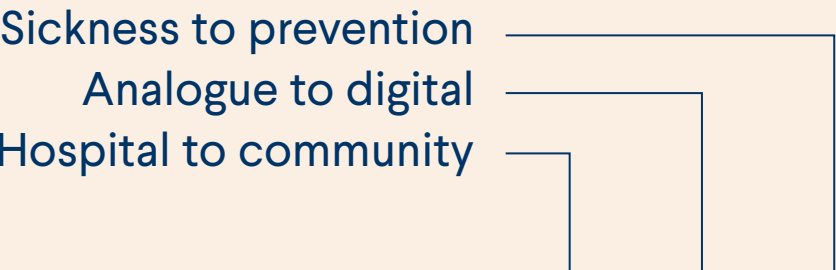 Sickness to prevention
Analogue to digital
Hospital to community